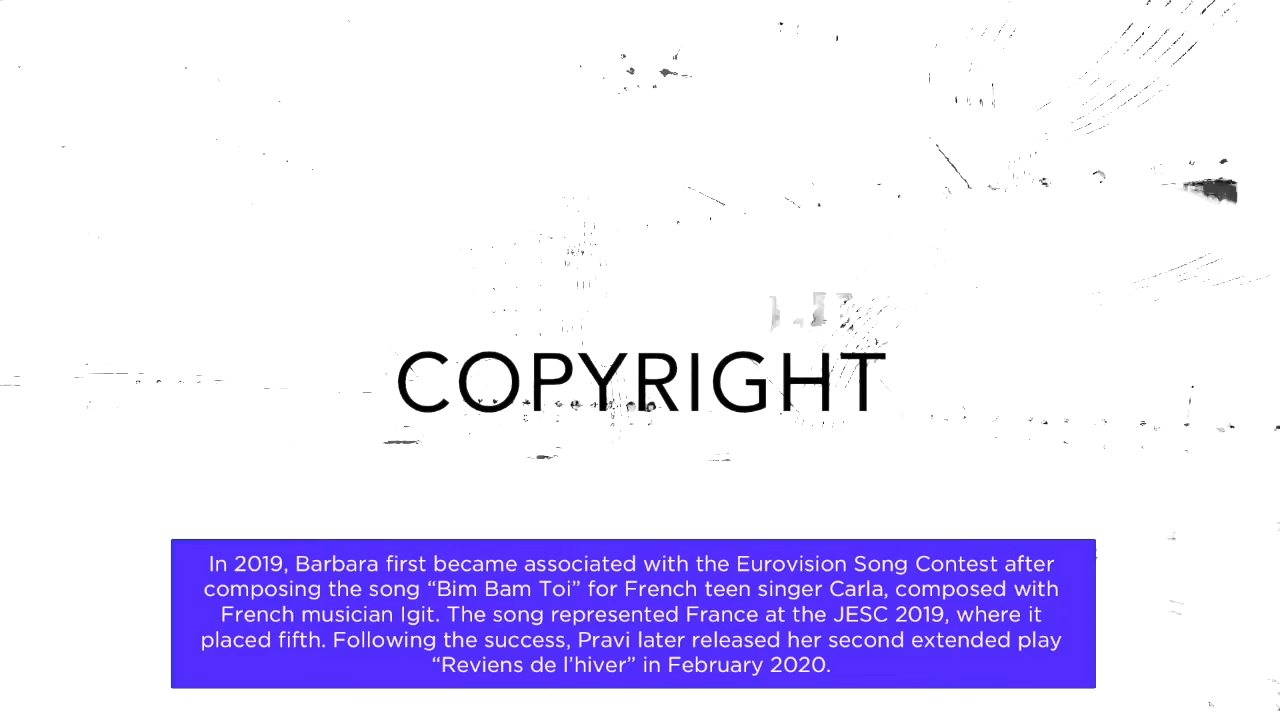 COPYRIGHT
In 2019, Barbara first became associated with the Eurovision Song Contest after
composing the song “Bim Bam Toi” for French teen singer Carla, composed with
French musician Igit. The song represented France at the JESC 2019, where it
placed fifth. Following the success, Pravi later released her second extended play
“Reviens de l’hiver” in February 2020.